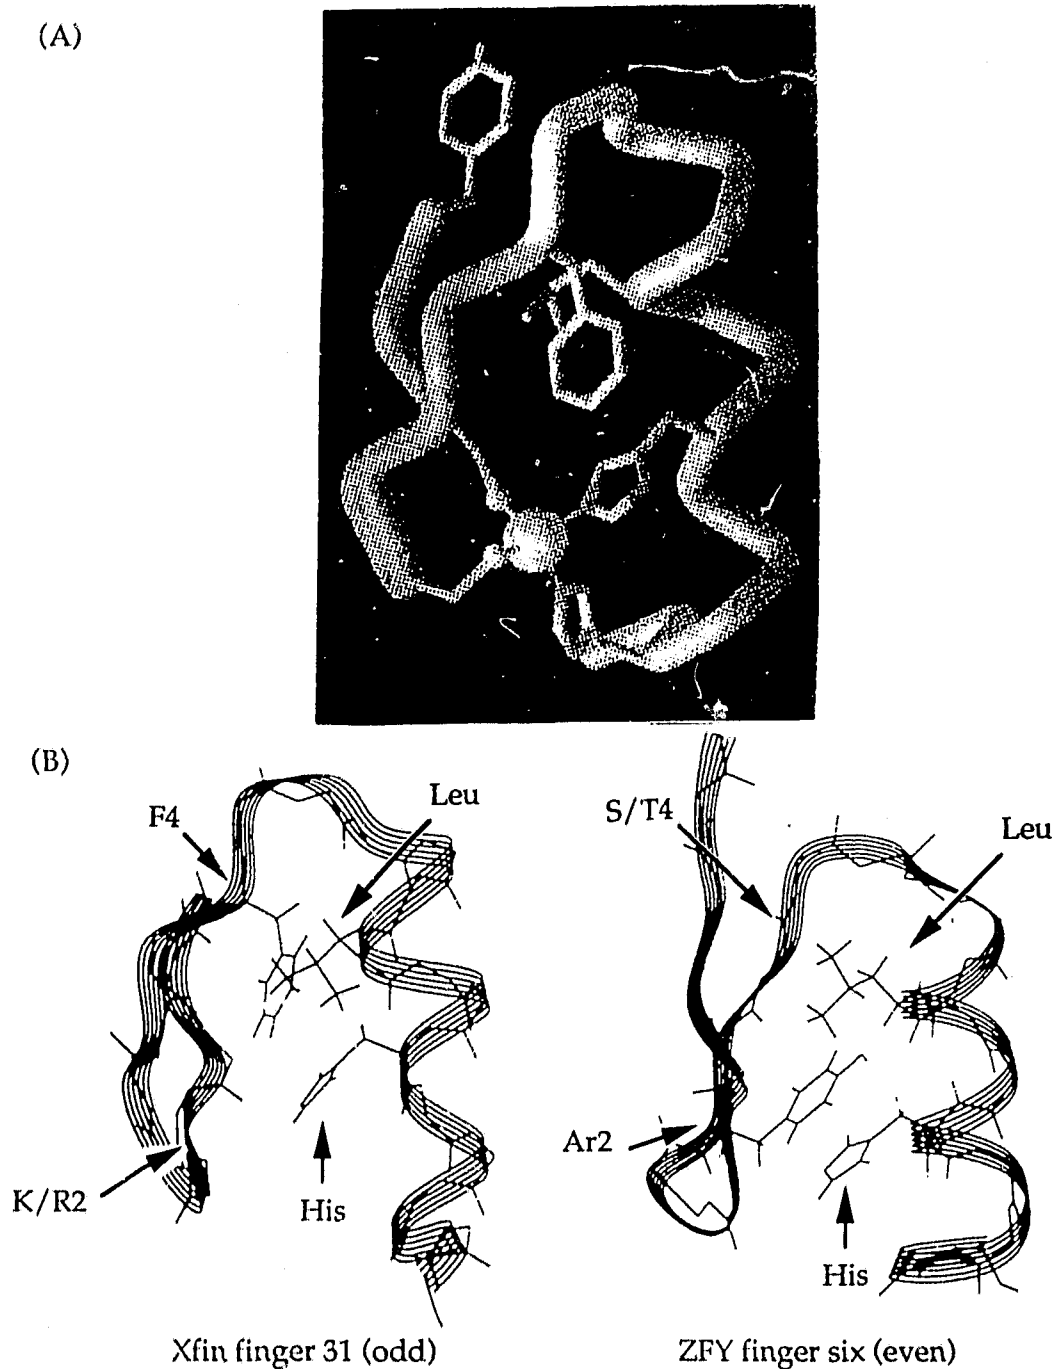 (A)
(B)
F4
Leu
K/R2
His
Xfin finger 31 (odd)
S/T4
Leu
Ar2
His
ZFY finger six (even)